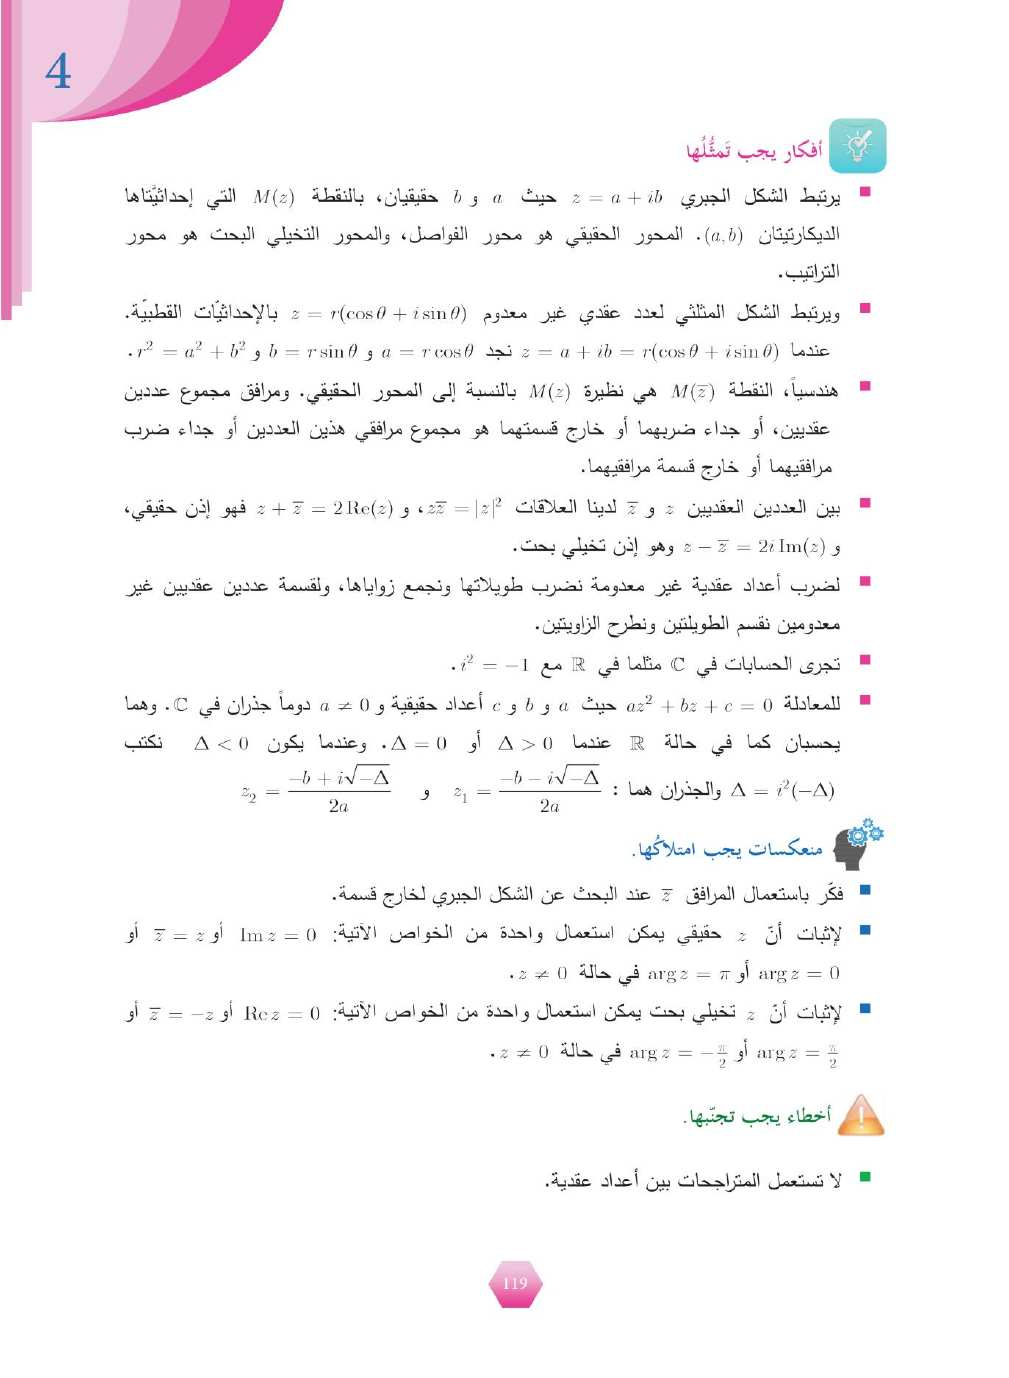 4
أفكار يجب تَمثُّلُها
يرتبط الشكل الجبري z = a + ib حيث a و b حقيقيان، بالنقطة M(z) التي إحداثيّتاها
الديكارتيتان (a,b). المحور الحقيقي هو محور الفواصل، والمحور التخيلي البحت هو محور
التراتيب.
ويرتبط الشكل المثلثي لعدد عقدي غير معدوم z = r(cos θ + i sin θ) بالإحداثيّات القطبيّة.
عندما z = a + ib = r(cos θ + i sin θ) نجد a = r cos θ و b = r sin θ و r² = a² + b².
هندسياً، النقطة M(z̅) هي نظيرة M(z) بالنسبة إلى المحور الحقيقي. ومرافق مجموع عددين
عقديين، أو جداء ضربهما أو خارج قسمتهما هو مجموع مرافقي هذين العددين أو جداء ضرب
مرافقيهما أو خارج قسمة مرافقيهما.
بين العددين العقديين z و z̅ لدينا العلاقات zz̅ = |z|²، و z + z̅ = 2 Re(z) فهو إذن حقيقي،
و z − z̅ = 2i Im(z) وهو إذن تخيلي بحت.
لضرب أعداد عقدية غير معدومة نضرب طويلاتها ونجمع زواياها، ولقسمة عددين عقديين غير
معدومين نقسم الطويلتين ونطرح الزاويتين.
تجرى الحسابات في ℂ مثلما في ℝ مع i² = −1.
للمعادلة az² + bz + c = 0 حيث a و b و c أعداد حقيقية و a ≠ 0 دوماً جذران في ℂ. وهما
يحسبان كما في حالة ℝ عندما Δ > 0 أو Δ = 0. وعندما يكون Δ < 0 نكتب
Δ = i²(−Δ) والجذران هما : z₁ = (−b − i√−Δ)/2a و z₂ = (−b + i√−Δ)/2a
منعكسات يجب امتلاكُها.
فكّر باستعمال المرافق z̅ عند البحث عن الشكل الجبري لخارج قسمة.
لإثبات أنّ z حقيقي يمكن استعمال واحدة من الخواص الآتية: Im z = 0 أو z̅ = z أو
arg z = 0 أو arg z = π في حالة z ≠ 0.
لإثبات أنّ z تخيلي بحت يمكن استعمال واحدة من الخواص الآتية: Re z = 0 أو z̅ = −z أو
arg z = π/2 أو arg z = −π/2 في حالة z ≠ 0.
أخطاء يجب تجنّبها.
لا تستعمل المتراجحات بين أعداد عقدية.
119